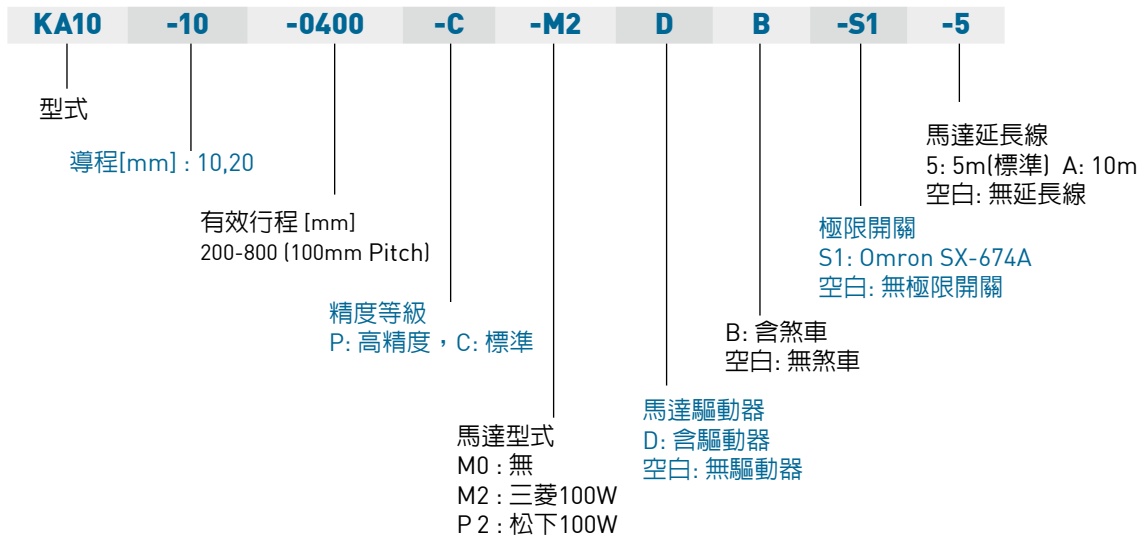 KA10 -10 -0400 -C -M2 D B -S1 -5
型式
導程[mm] : 10,20
有效行程 [mm]
200-800 (100mm Pitch)
精度等級
P: 高精度，C: 標準
馬達型式
M0 : 無
M2 : 三菱100W
P 2 : 松下100W
馬達驅動器
D: 含驅動器
空白: 無驅動器
B: 含煞車
空白: 無煞車
極限開關
S1: Omron SX-674A
空白: 無極限開關
馬達延長線
5: 5m(標準) A: 10m
空白: 無延長線